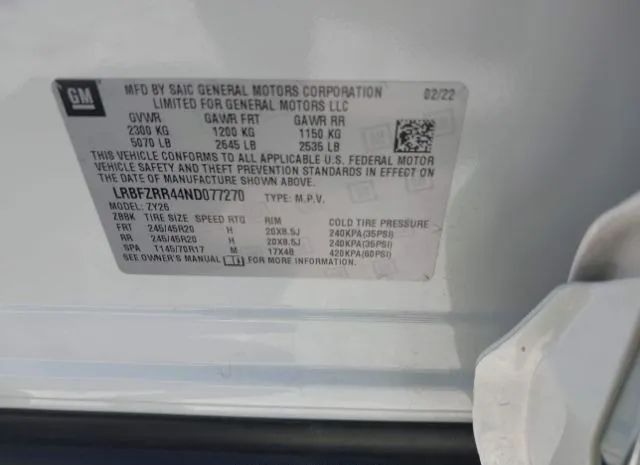 GM
MFD BY SAIC GENERAL MOTORS CORPORATION 02/22
LIMITED FOR GENERAL MOTORS LLC
GVWR GAWR FRT GAWR RR
2300 KG 1200 KG 1150 KG
5070 LB 2645 LB 2535 LB
THIS VEHICLE CONFORMS TO ALL APPLICABLE U.S. FEDERAL MOTOR
VEHICLE SAFETY AND THEFT PREVENTION STANDARDS IN EFFECT ON
THE DATE OF MANUFACTURE SHOWN ABOVE.
LRBFZRR44ND077270 TYPE: M.P.V.
MODEL: ZY26
ZBBK TIRE SIZE SPEED RTG RIM COLD TIRE PRESSURE
FRT 245/45R20 H 20X8.5J 240KPA(35PSI)
RR 245/45R20 H 20X8.5J 240KPA(35PSI)
SPA T145/70R17 M 17X4B 420KPA(60PSI)
SEE OWNER'S MANUAL FOR MORE INFORMATION.